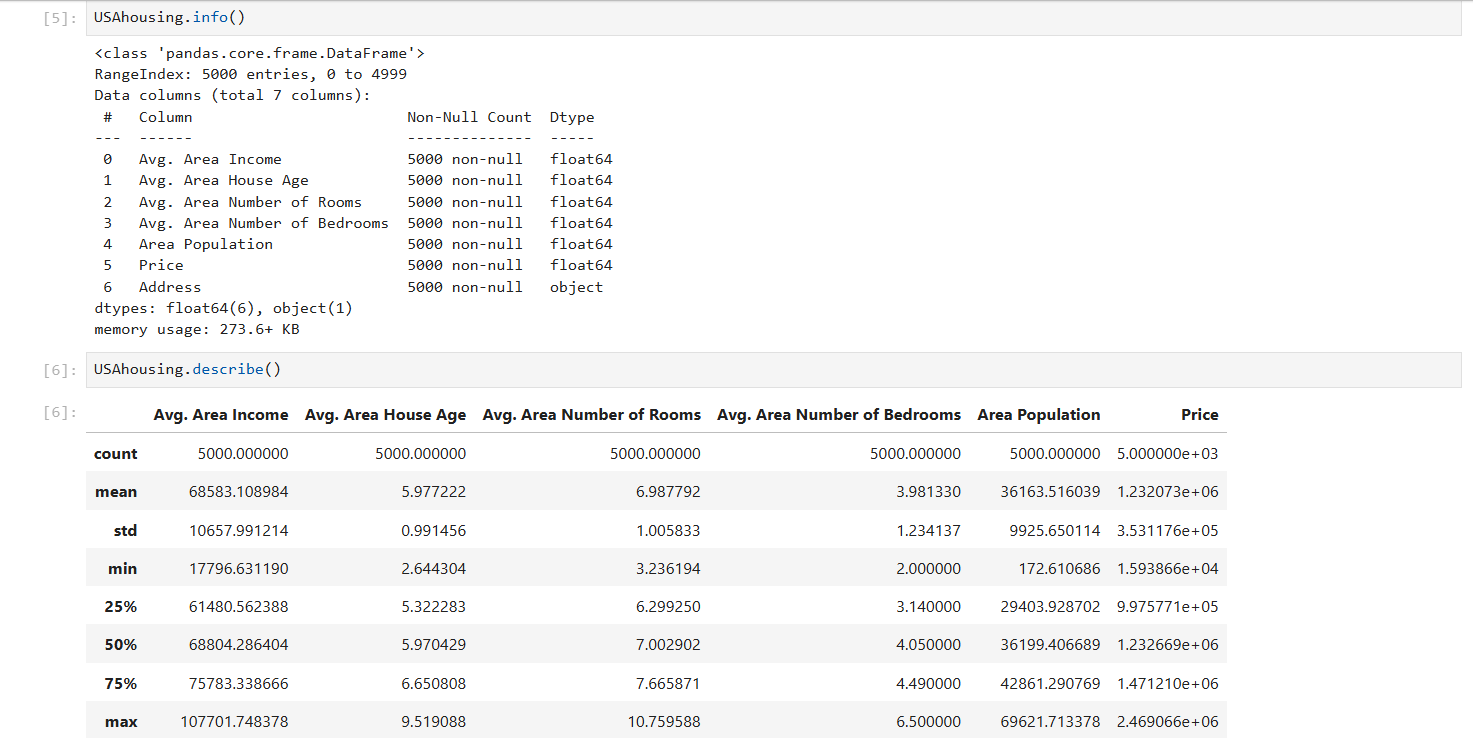 [5]: USAhousing.info()
<class 'pandas.core.frame.DataFrame'>
RangeIndex: 5000 entries, 0 to 4999
Data columns (total 7 columns):
 #   Column                        Non-Null Count  Dtype
---  ------                        --------------  -----
 0   Avg. Area Income              5000 non-null   float64
 1   Avg. Area House Age           5000 non-null   float64
 2   Avg. Area Number of Rooms     5000 non-null   float64
 3   Avg. Area Number of Bedrooms  5000 non-null   float64
 4   Area Population               5000 non-null   float64
 5   Price                         5000 non-null   float64
 6   Address                       5000 non-null   object
dtypes: float64(6), object(1)
memory usage: 273.6+ KB
[6]: USAhousing.describe()
[6]: Avg. Area Income Avg. Area House Age Avg. Area Number of Rooms Avg. Area Number of Bedrooms Area Population Price
count 5000.000000 5000.000000 5000.000000 5000.000000 5000.000000 5.000000e+03
mean 68583.108984 5.977222 6.987792 3.981330 36163.516039 1.232073e+06
std 10657.991214 0.991456 1.005833 1.234137 9925.650114 3.531176e+05
min 17796.631190 2.644304 3.236194 2.000000 172.610686 1.593866e+04
25% 61480.562388 5.322283 6.299250 3.140000 29403.928702 9.975771e+05
50% 68804.286404 5.970429 7.002902 4.050000 36199.406689 1.232669e+06
75% 75783.338666 6.650808 7.665871 4.490000 42861.290769 1.471210e+06
max 107701.748378 9.519088 10.759588 6.500000 69621.713378 2.469066e+06